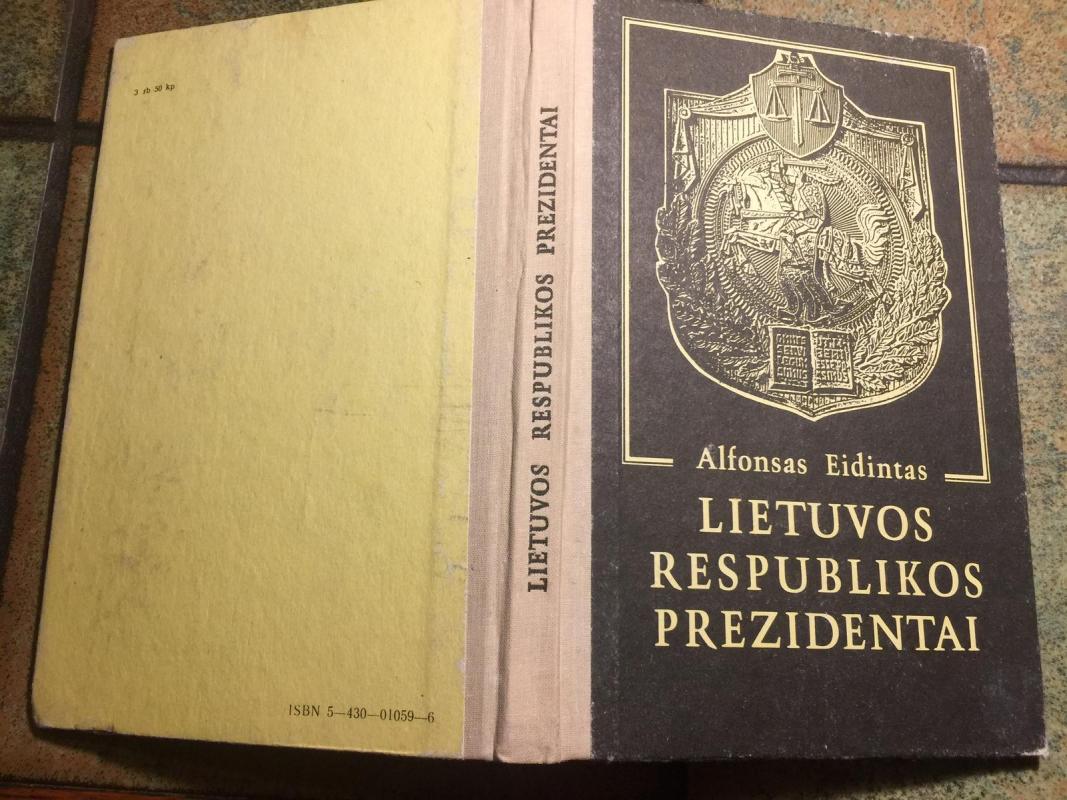 3 rb 50 kp
ISBN 5—430—01059—6
LIETUVOS RESPUBLIKOS PREZIDENTAI
Alfonsas Eidintas
LIETUVOS
RESPUBLIKOS
PREZIDENTAI